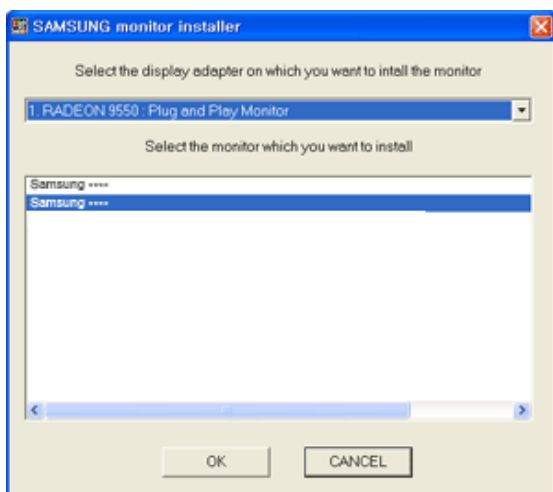 SAMSUNG monitor installer
Select the display adapter on which you want to intall the monitor
1. RADEON 9550 : Plug and Play Monitor
Select the monitor which you want to install
Samsung ----
Samsung ----
OK
CANCEL